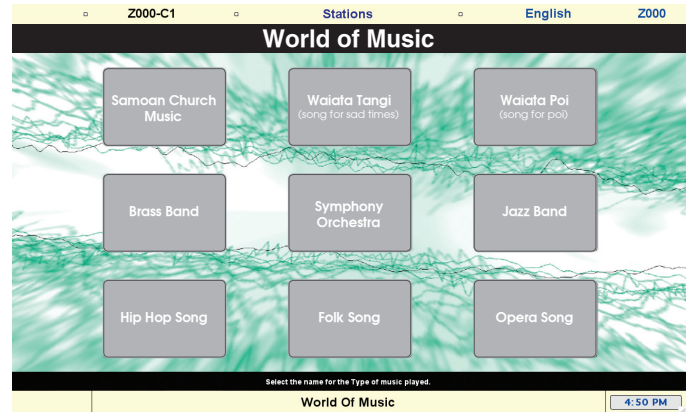 Z000-C1 Stations English Z000
World of Music
Samoan Church
Music
Waiata Tangi
(song for sad times)
Waiata Poi
(song for poi)
Brass Band
Symphony
Orchestra
Jazz Band
Hip Hop Song
Folk Song
Opera Song
Select the name for the Type of music played.
World Of Music
4:50 PM